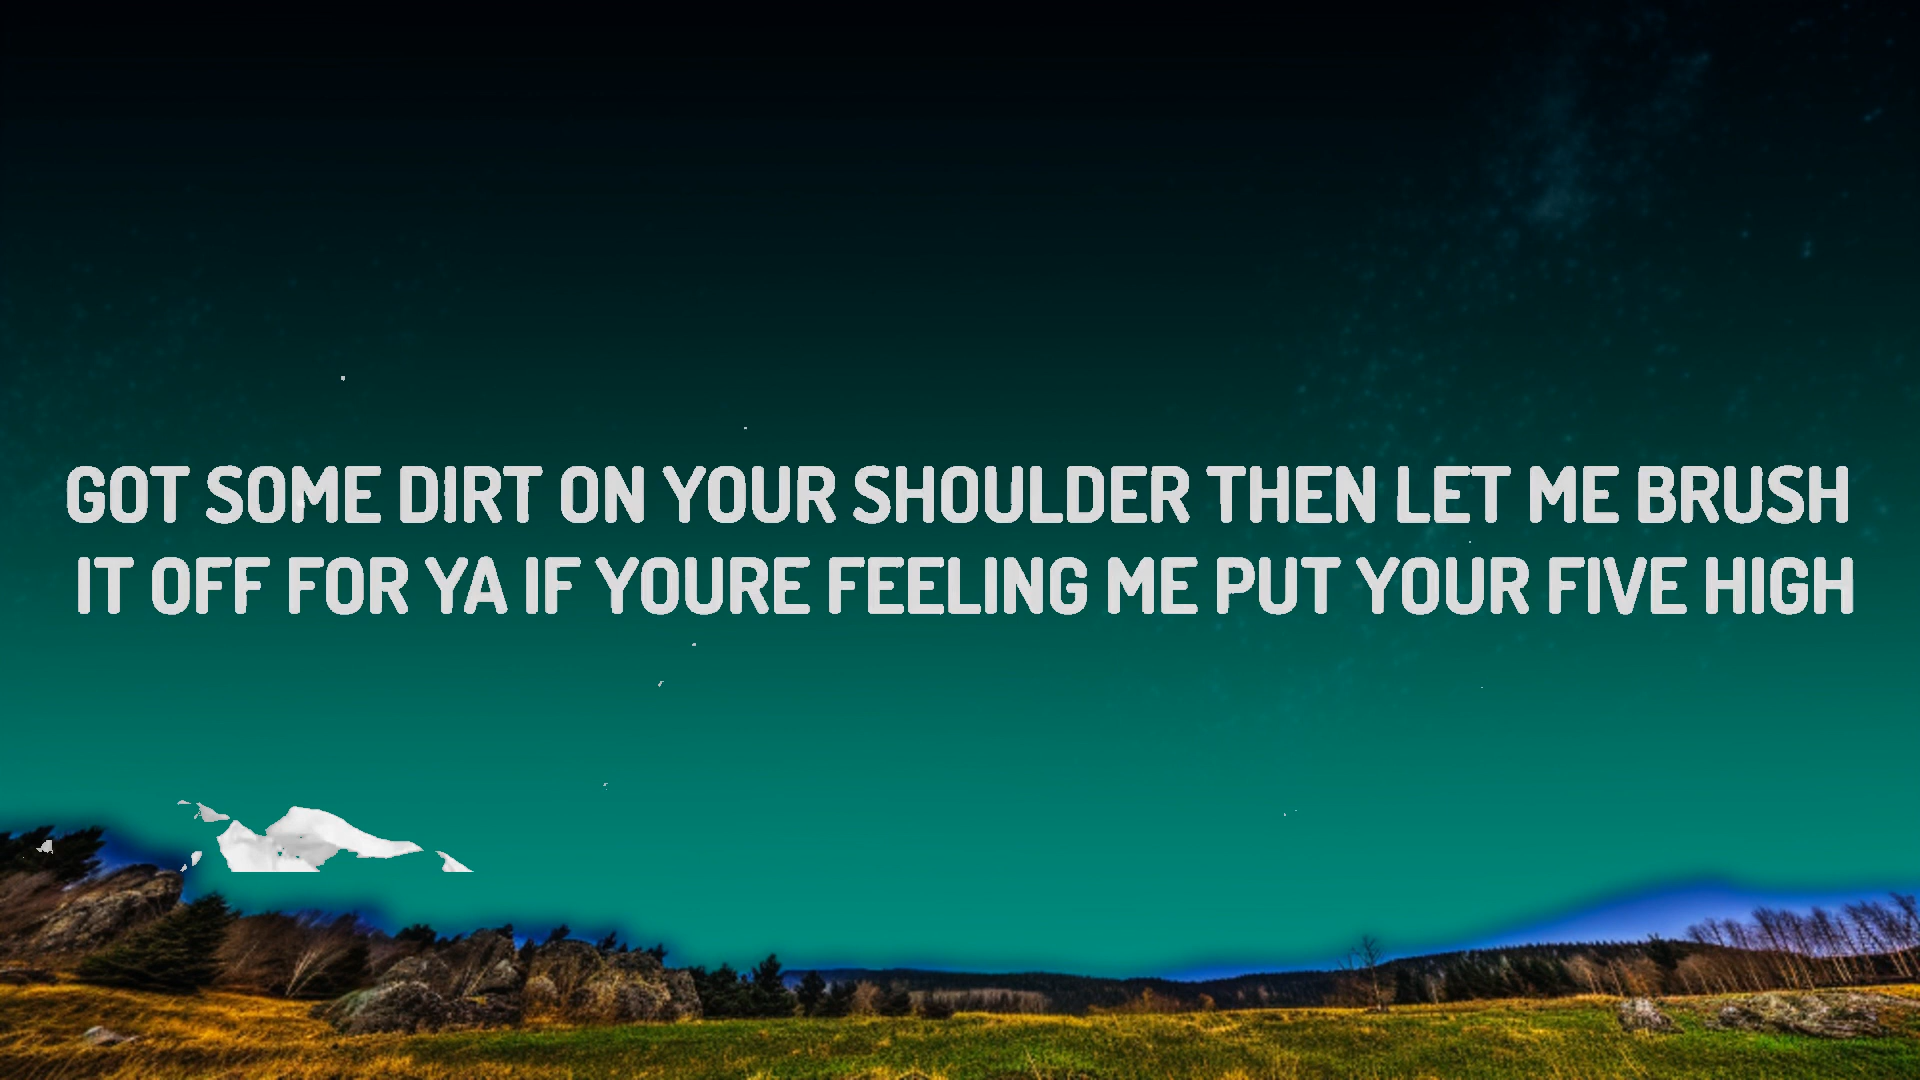 GOT SOME DIRT ON YOUR SHOULDER THEN LET ME BRUSH
IT OFF FOR YA IF YOURE FEELING ME PUT YOUR FIVE HIGH